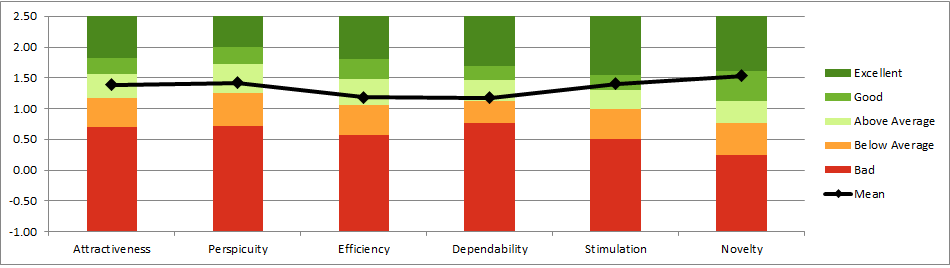 2.50
2.00
1.50
1.00
0.50
0.00
-0.50
-1.00
Attractiveness Perspicuity Efficiency Dependability Stimulation Novelty
Excellent
Good
Above Average
Below Average
Bad
Mean